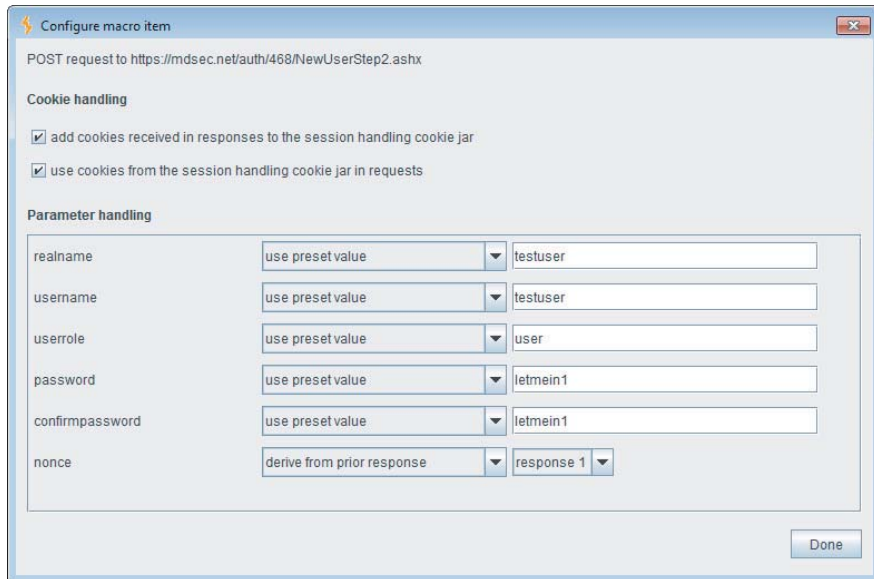 Configure macro item
POST request to https://mdsec.net/auth/468/NewUserStep2.ashx
Cookie handling
add cookies received in responses to the session handling cookie jar
use cookies from the session handling cookie jar in requests
Parameter handling
realname use preset value testuser
username use preset value testuser
userrole use preset value user
password use preset value letmein1
confirmpassword use preset value letmein1
nonce derive from prior response response 1
Done